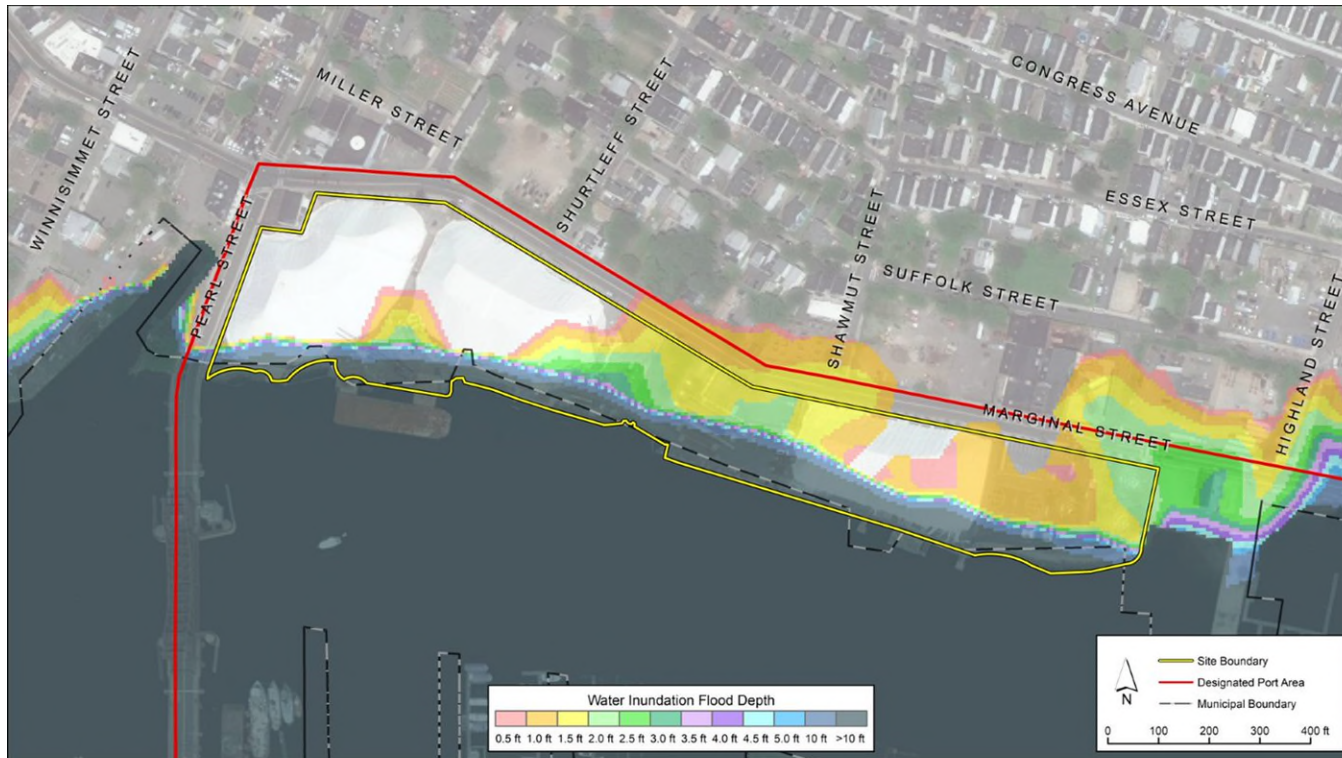 WINNISIMMET STREET
MILLER STREET
SHURTLEFF STREET
CONGRESS AVENUE
ESSEX STREET
PEARL STREET
SHAWMUT STREET
SUFFOLK STREET
HIGHLAND STREET
MARGINAL STREET
Water Inundation Flood Depth
0.5 ft 1.0 ft 1.5 ft 2.0 ft 2.5 ft 3.0 ft 3.5 ft 4.0 ft 4.5 ft 5.0 ft 10 ft >10 ft
N
Site Boundary
Designated Port Area
Municipal Boundary
0 100 200 300 400 ft